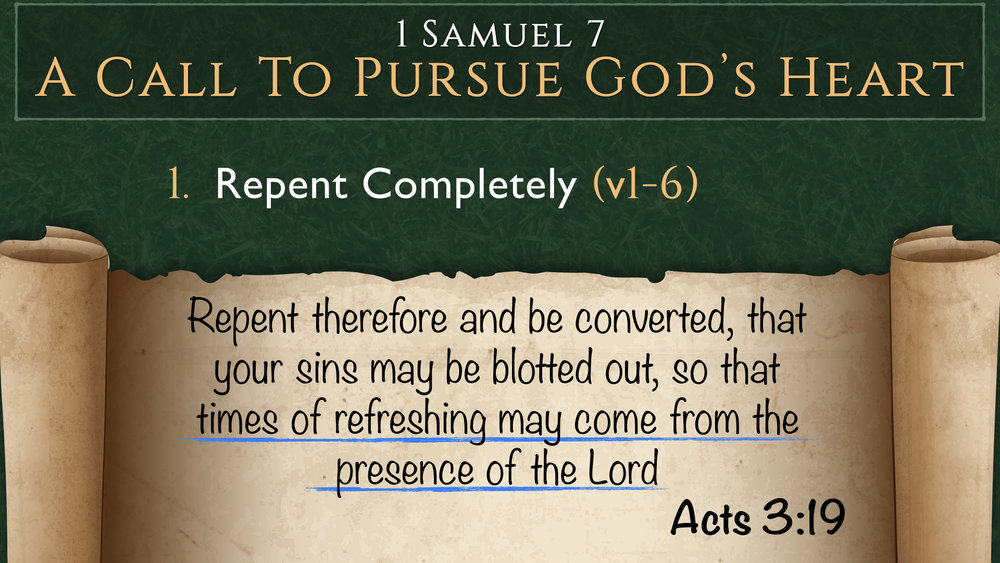 1 Samuel 7
A Call To Pursue God's Heart
1. Repent Completely (v1-6)
Repent therefore and be converted, that
your sins may be blotted out, so that
times of refreshing may come from the
presence of the Lord
Acts 3:19